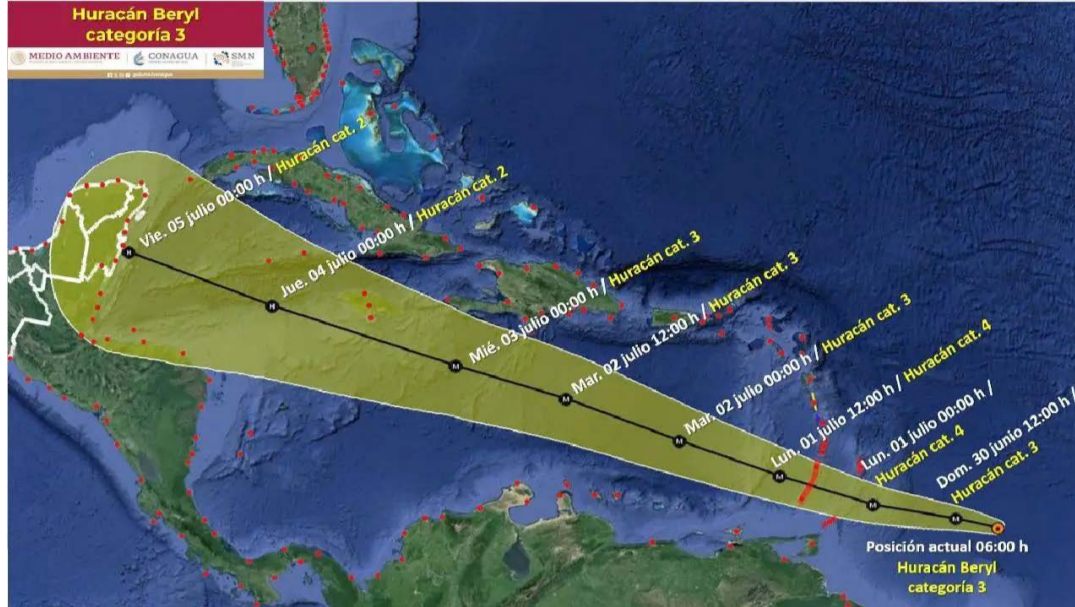 Huracán Beryl
categoría 3
MEDIO AMBIENTE
CONAGUA
SMN
Vie. 05 julio 00:00 h / Huracán cat. 2
Jue. 04 julio 00:00 h / Huracán cat. 2
Mié. 03 julio 00:00 h / Huracán cat. 3
Mar. 02 julio 12:00 h / Huracán cat. 3
Mar. 02 julio 00:00 h / Huracán cat. 3
Lun. 01 julio 12:00 h / Huracán cat. 4
Lun. 01 julio 00:00 h /
Huracán cat. 4
Dom. 30 junio 12:00 h /
Huracán cat. 3
H
H
M
M
M
M
M
M
Posición actual 06:00 h
Huracán Beryl
categoría 3